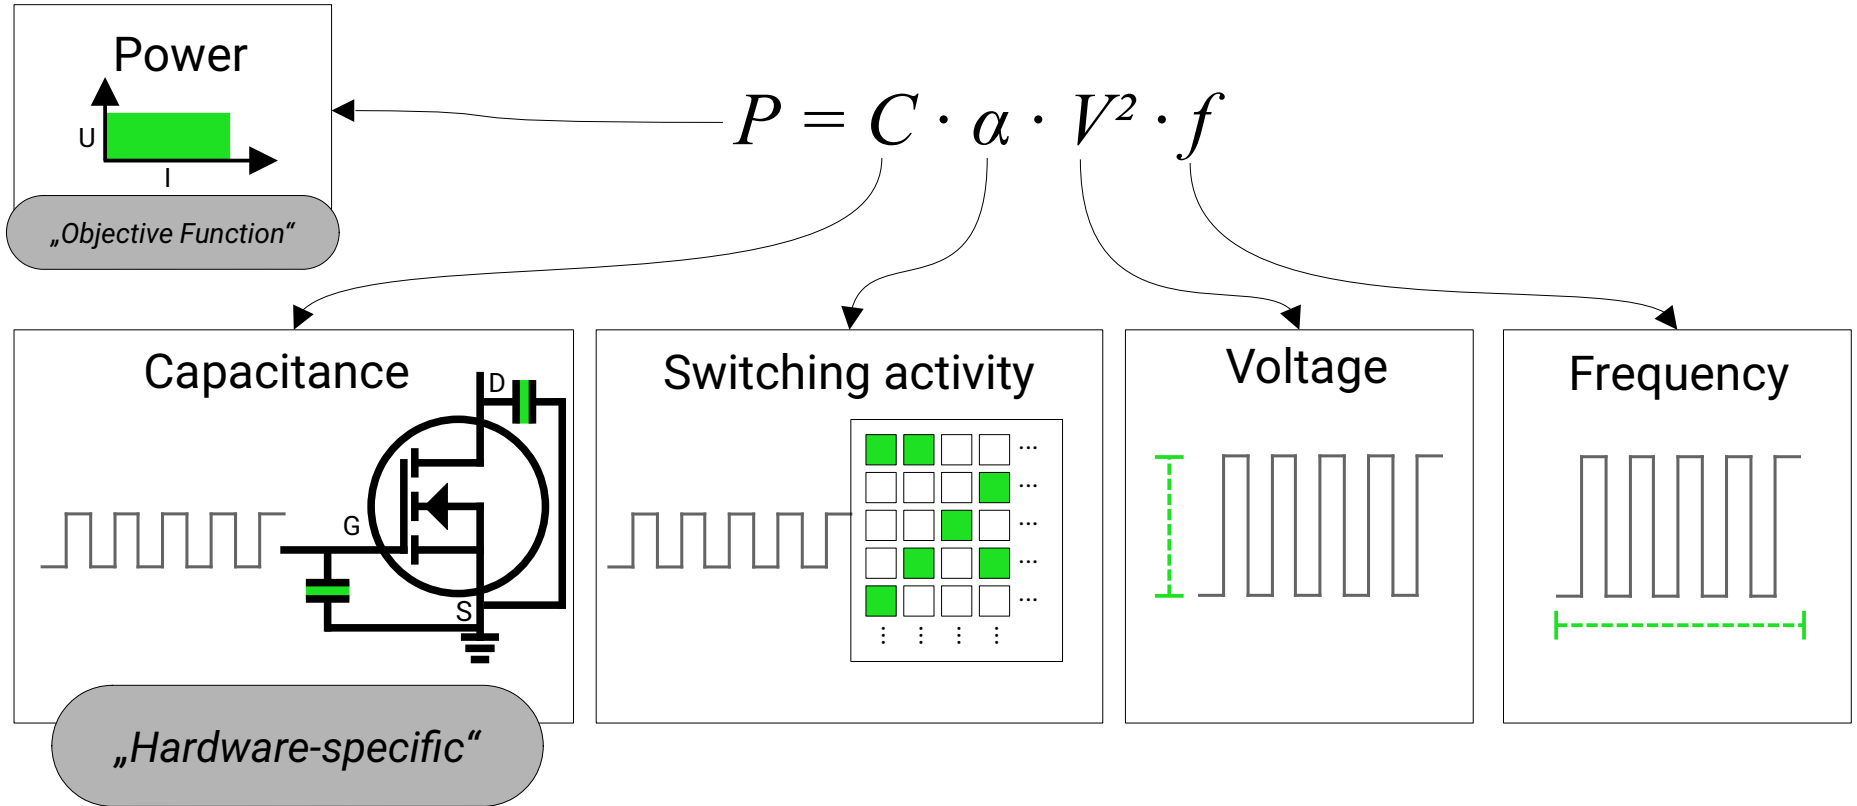 Power
U
I
„Objective Function“
P = C · α · V² · f
Capacitance
D
G
S
„Hardware-specific“
Switching activity
...
...
...
...
...
Voltage
Frequency